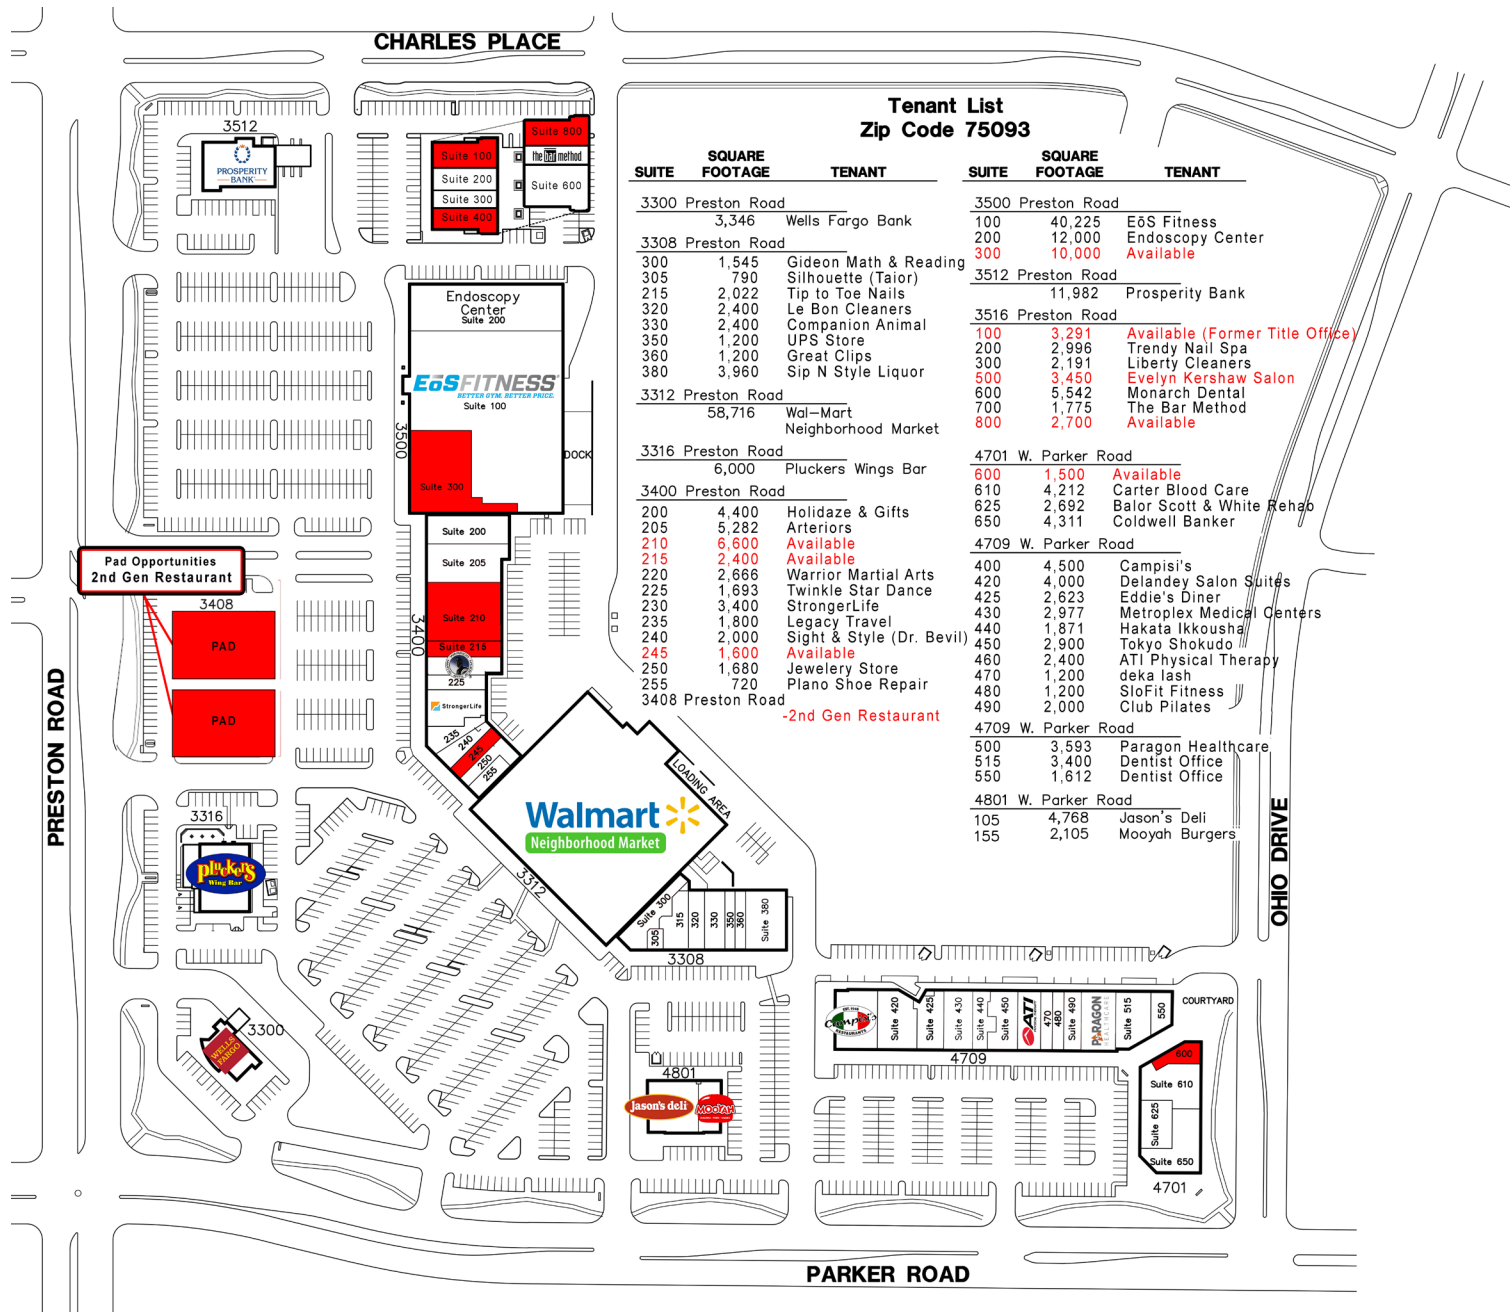 CHARLES PLACE
Tenant List
Zip Code 75093
SUITE SQUARE FOOTAGE TENANT
3300 Preston Road
3,346 Wells Fargo Bank
3308 Preston Road
300 1,545 Gideon Math & Reading
305 790 Silhouette (Taior)
215 2,022 Tip to Toe Nails
320 2,400 Le Bon Cleaners
330 2,400 Companion Animal
350 1,200 UPS Store
360 1,200 Great Clips
380 3,960 Sip N Style Liquor
3312 Preston Road
58,716 Wal-Mart
Neighborhood Market
3316 Preston Road
6,000 Pluckers Wings Bar
3400 Preston Road
200 4,400 Holidaze & Gifts
205 5,282 Arteriors
210 6,600 Available
215 2,400 Available
220 2,666 Warrior Martial Arts
225 1,693 Twinkle Star Dance
230 3,400 StrongerLife
235 1,800 Legacy Travel
240 2,000 Sight & Style (Dr. Bevil)
245 1,600 Available
250 1,680 Jewelery Store
255 720 Plano Shoe Repair
3408 Preston Road
-2nd Gen Restaurant
SUITE SQUARE FOOTAGE TENANT
3500 Preston Road
100 40,225 EōS Fitness
200 12,000 Endoscopy Center
300 10,000 Available
3512 Preston Road
11,982 Prosperity Bank
3516 Preston Road
100 3,291 Available (Former Title Office)
200 2,996 Trendy Nail Spa
300 2,191 Liberty Cleaners
500 3,450 Evelyn Kershaw Salon
600 5,542 Monarch Dental
700 1,775 The Bar Method
800 2,700 Available
4701 W. Parker Road
600 1,500 Available
610 4,212 Carter Blood Care
625 2,692 Balor Scott & White Rehab
650 4,311 Coldwell Banker
4709 W. Parker Road
400 4,500 Campisi's
420 4,000 Delandey Salon Suites
425 2,623 Eddie's Diner
430 2,977 Metroplex Medical Centers
440 1,871 Hakata Ikkousha
450 2,900 Tokyo Shokudo
460 2,400 ATI Physical Therapy
470 1,200 deka lash
480 1,200 SloFit Fitness
490 2,000 Club Pilates
4709 W. Parker Road
500 3,593 Paragon Healthcare
515 3,400 Dentist Office
550 1,612 Dentist Office
4801 W. Parker Road
105 4,768 Jason's Deli
155 2,105 Mooyah Burgers
3512
PROSPERITY
BANK
Suite 100
Suite 200
Suite 300
Suite 400
Suite 800
the bar method
Suite 600
Endoscopy
Center
Suite 200
EōSFITNESS
BETTER GYM. BETTER PRICE.
Suite 100
3500
DOCK
Suite 300
Suite 200
Suite 205
Suite 210
Suite 215
225
StrongerLife
235
240
245
250
255
3400
Pad Opportunities
2nd Gen Restaurant
3408
PAD
PAD
PRESTON ROAD
3316
Pluckers
Wing Bar
Walmart
Neighborhood Market
LOADING AREA
3312
Suite 300
305
315
320
330
350
360
Suite 380
3308
3300
WELLS
FARGO
4801
Jason's deli
MOOYAH
Campisi's
RESTAURANTS
Suite 420
Suite 425
Suite 430
Suite 440
Suite 450
ATI
470
480
Suite 490
PARAGON
HEALTHCARE
Suite 515
550
COURTYARD
4709
600
Suite 610
Suite 625
Suite 650
4701
OHIO DRIVE
PARKER ROAD